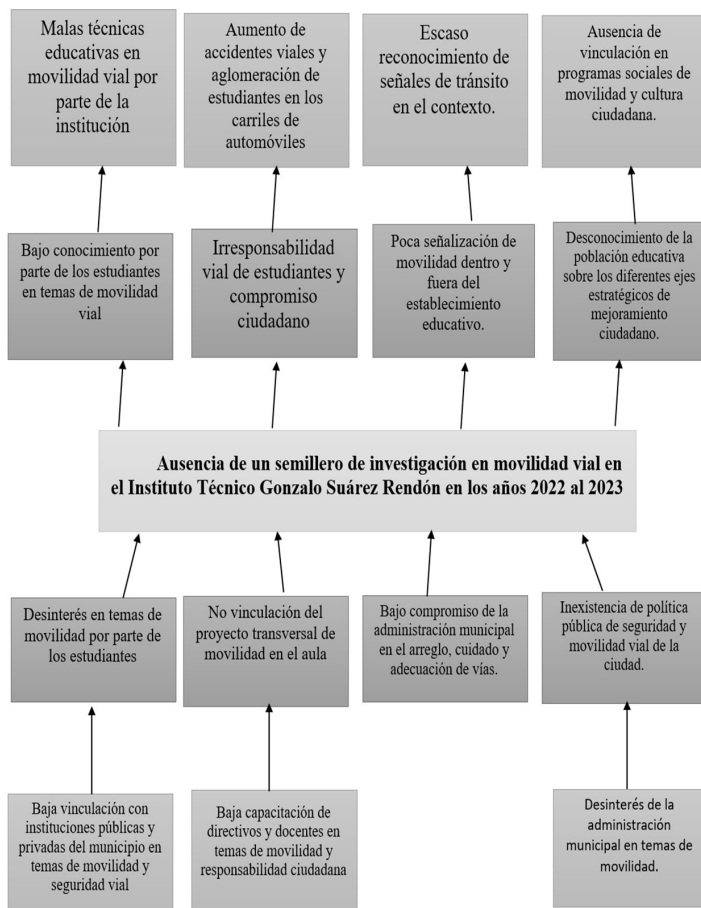 Malas técnicas
educativas en
movilidad vial por
parte de la
institución
Aumento de
accidentes viales y
aglomeración de
estudiantes en los
carriles de
automóviles
Escaso
reconocimiento de
señales de tránsito
en el contexto.
Ausencia de
vinculación en
programas sociales de
movilidad y cultura
ciudadana.
Bajo conocimiento por
parte de los estudiantes
en temas de movilidad
vial
Irresponsabilidad
vial de estudiantes y
compromiso
ciudadano
Poca señalización de
movilidad dentro y
fuera del
establecimiento
educativo.
Desconocimiento de la
población educativa
sobre los diferentes ejes
estratégicos de
mejoramiento
ciudadano.
Ausencia de un semillero de investigación en movilidad vial en
el Instituto Técnico Gonzalo Suárez Rendón en los años 2022 al 2023
Desinterés en temas de
movilidad por parte de
los estudiantes
No vinculación del
proyecto transversal de
movilidad en el aula
Bajo compromiso de la
administración municipal
en el arreglo, cuidado y
adecuación de vías.
Inexistencia de política
pública de seguridad y
movilidad vial de la
ciudad.
Baja vinculación con
instituciones públicas y
privadas del municipio en
temas de movilidad y
seguridad vial
Baja capacitación de
directivos y docentes en
temas de movilidad y
responsabilidad ciudadana
Desinterés de la
administración
municipal en temas de
movilidad.